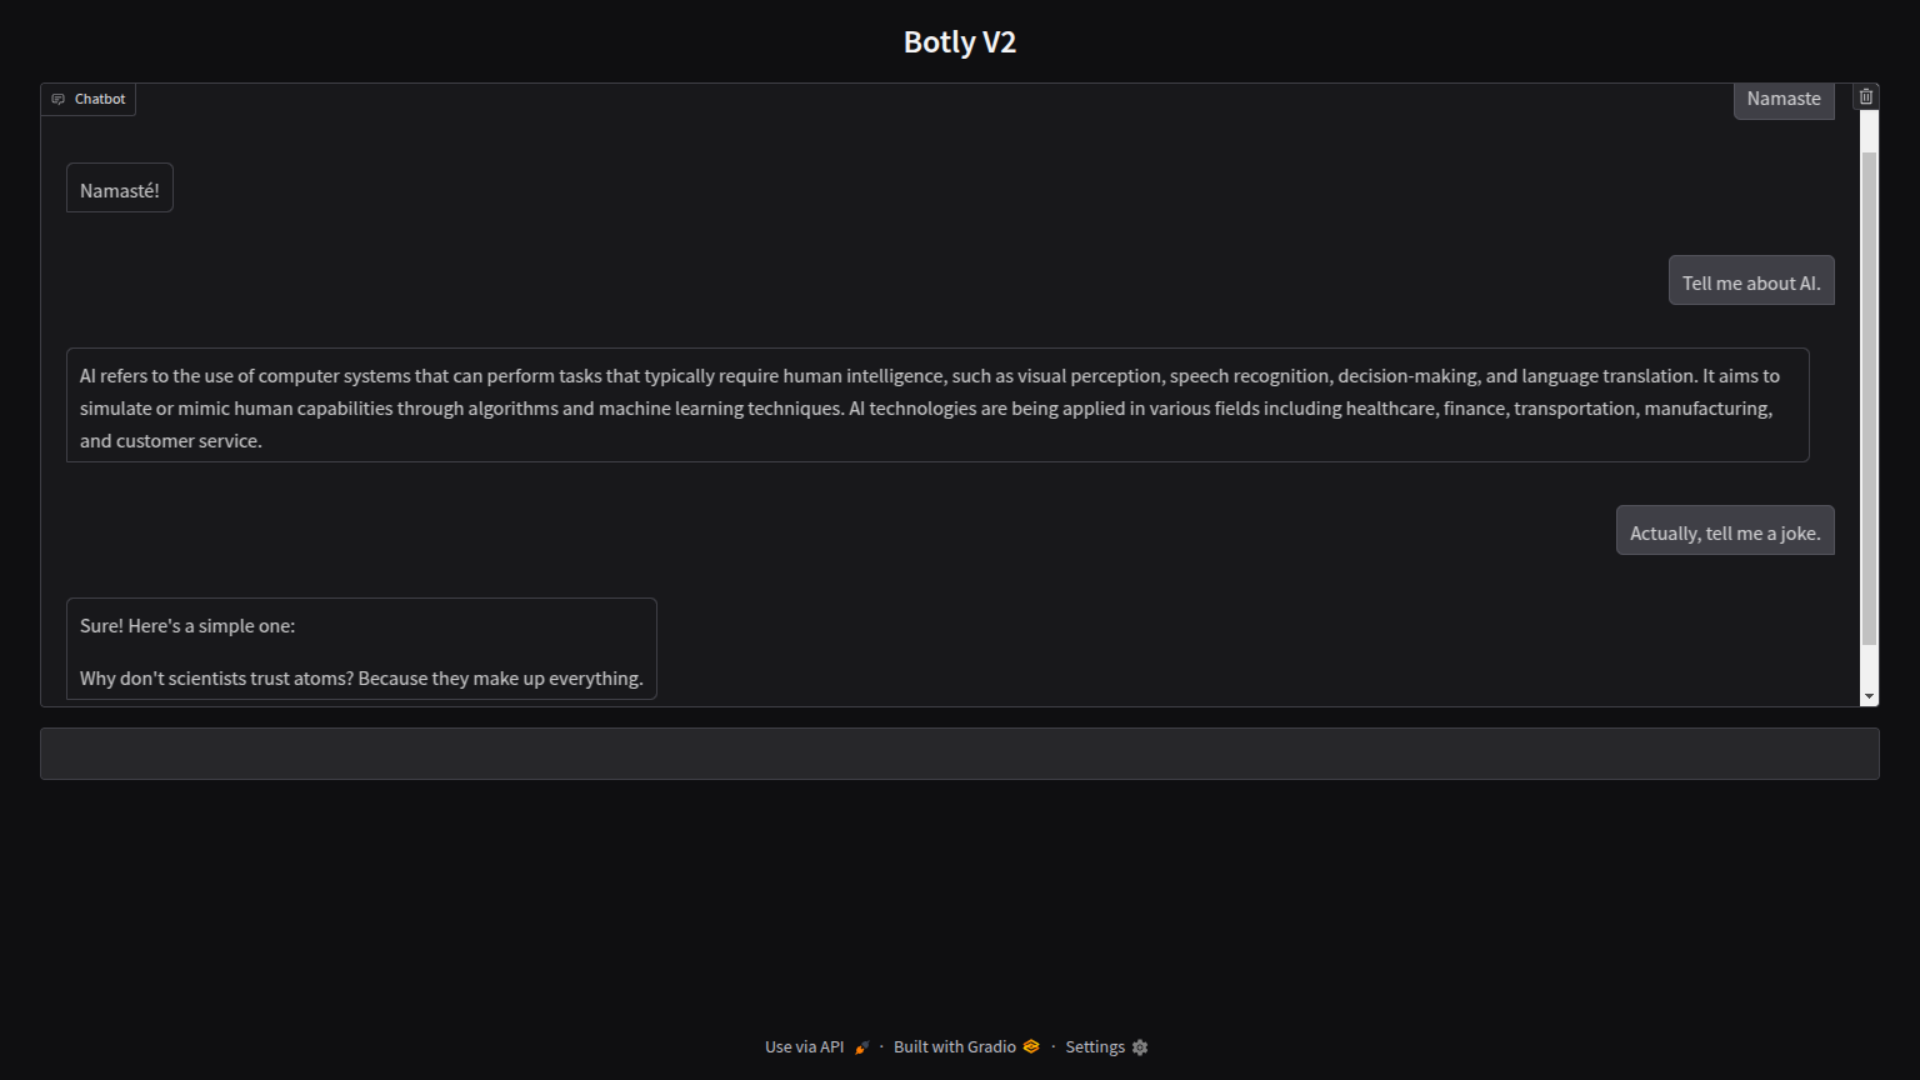 Botly V2
Chatbot
Namaste
Namasté!
Tell me about AI.
AI refers to the use of computer systems that can perform tasks that typically require human intelligence, such as visual perception, speech recognition, decision-making, and language translation. It aims to
simulate or mimic human capabilities through algorithms and machine learning techniques. AI technologies are being applied in various fields including healthcare, finance, transportation, manufacturing,
and customer service.
Actually, tell me a joke.
Sure! Here's a simple one:
Why don't scientists trust atoms? Because they make up everything.
Use via API · Built with Gradio · Settings